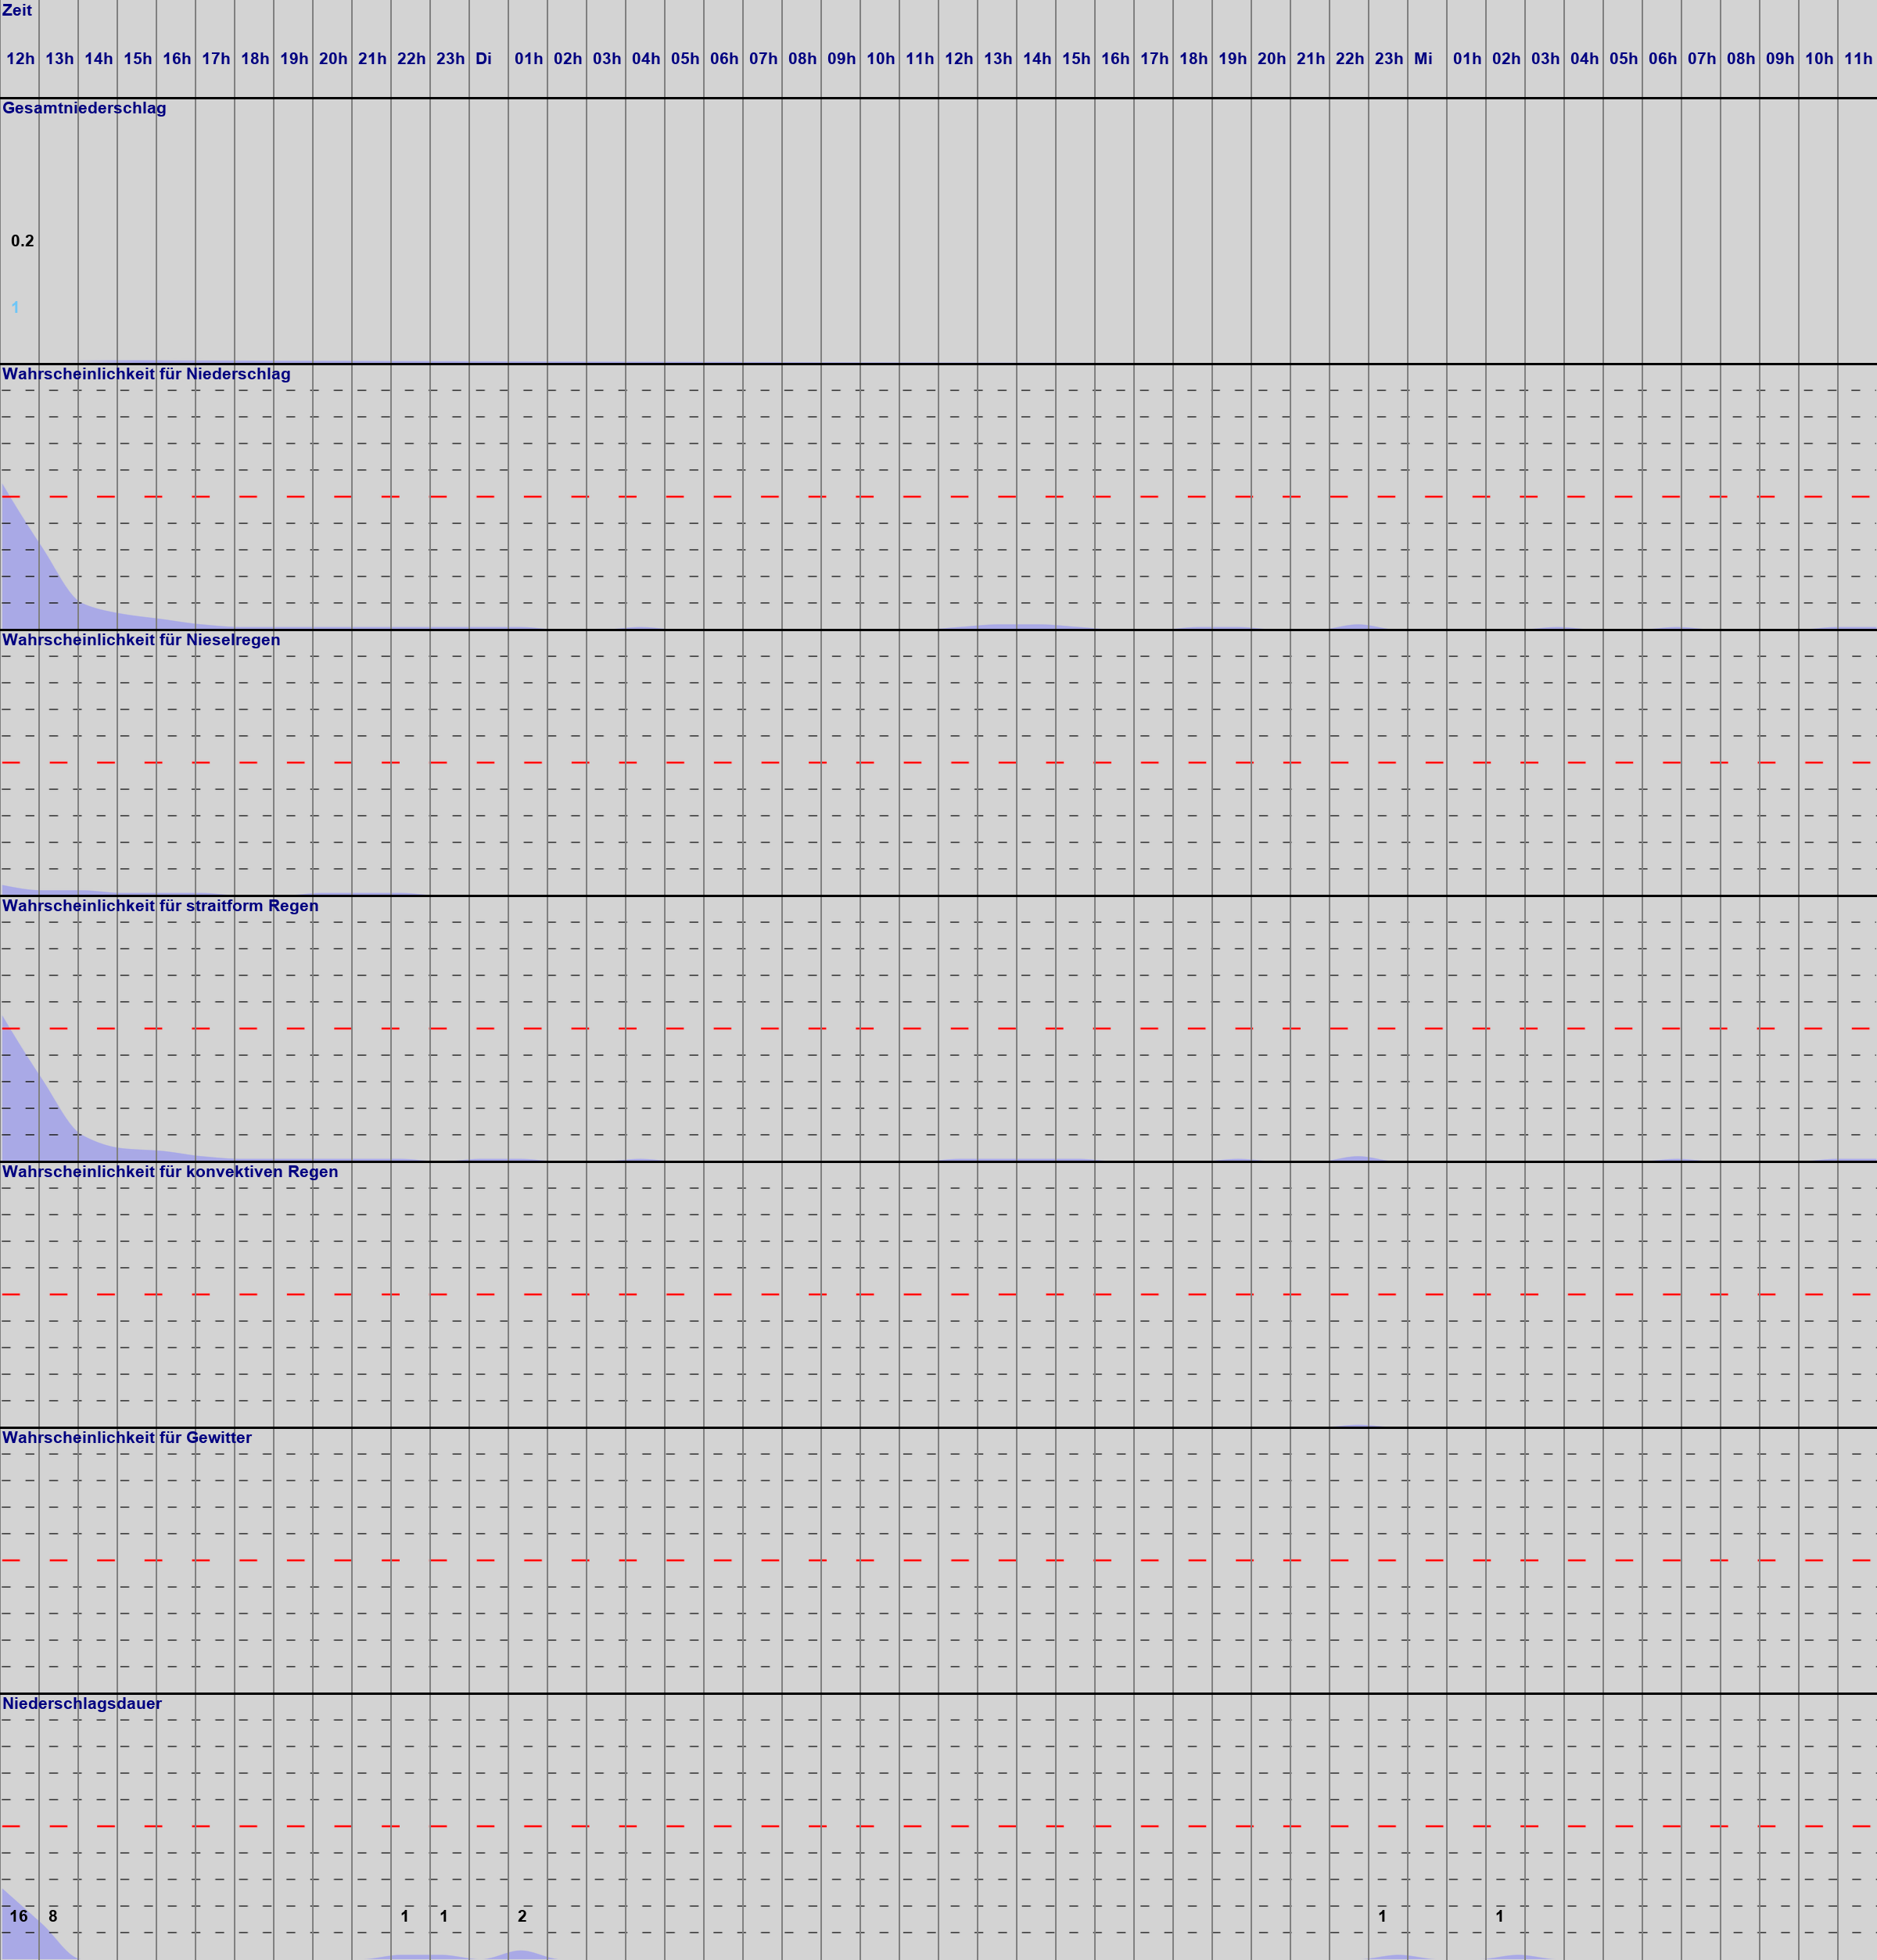 Zeit
12h 13h 14h 15h 16h 17h 18h 19h 20h 21h 22h 23h Di 01h 02h 03h 04h 05h 06h 07h 08h 09h 10h 11h 12h 13h 14h 15h 16h 17h 18h 19h 20h 21h 22h 23h Mi 01h 02h 03h 04h 05h 06h 07h 08h 09h 10h 11h
Gesamtniederschlag
0.2
1
Wahrscheinlichkeit für Niederschlag
Wahrscheinlichkeit für Nieselregen
Wahrscheinlichkeit für straitform Regen
Wahrscheinlichkeit für konvektiven Regen
Wahrscheinlichkeit für Gewitter
Niederschlagsdauer
16 8 1 1 2 1 1